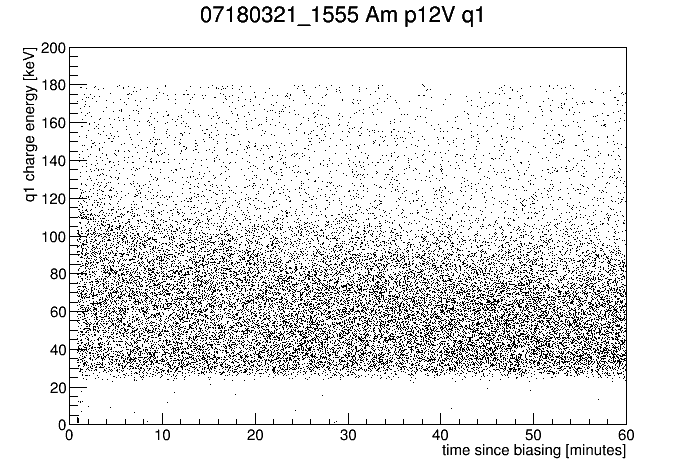 07180321_1555 Am p12V q1
q1 charge energy [keV]
200
180
160
140
120
100
80
60
40
20
0
0 10 20 30 40 50 60
time since biasing [minutes]